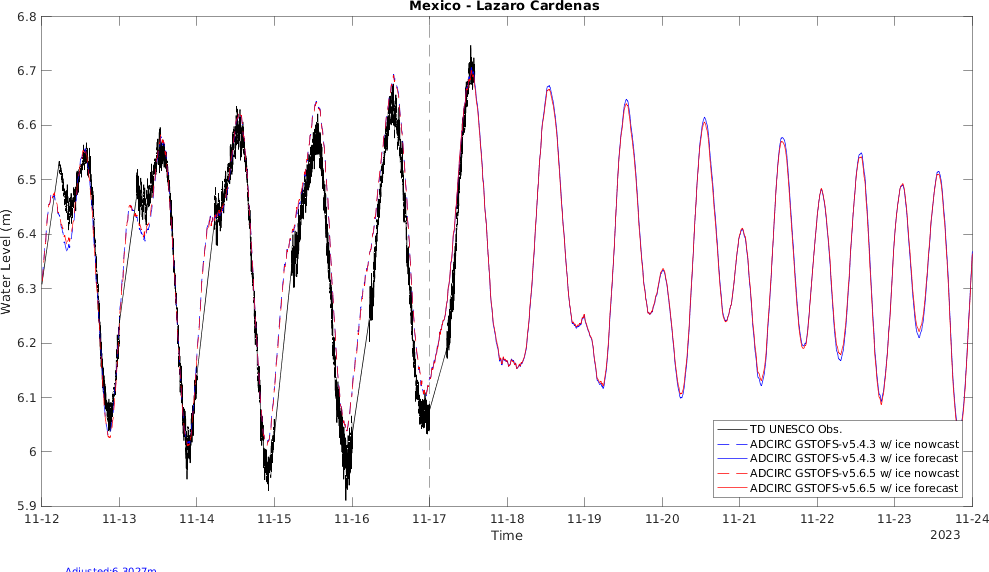 Mexico - Lazaro Cardenas
6.8
6.7
6.6
6.5
6.4
6.3
6.2
6.1
6
5.9
Water Level (m)
TD UNESCO Obs.
ADCIRC GSTOFS-v5.4.3 w/ ice nowcast
ADCIRC GSTOFS-v5.4.3 w/ ice forecast
ADCIRC GSTOFS-v5.6.5 w/ ice nowcast
ADCIRC GSTOFS-v5.6.5 w/ ice forecast
11-12 11-13 11-14 11-15 11-16 11-17 11-18 11-19 11-20 11-21 11-22 11-23 11-24
Time
2023
Adjusted:6.3027m